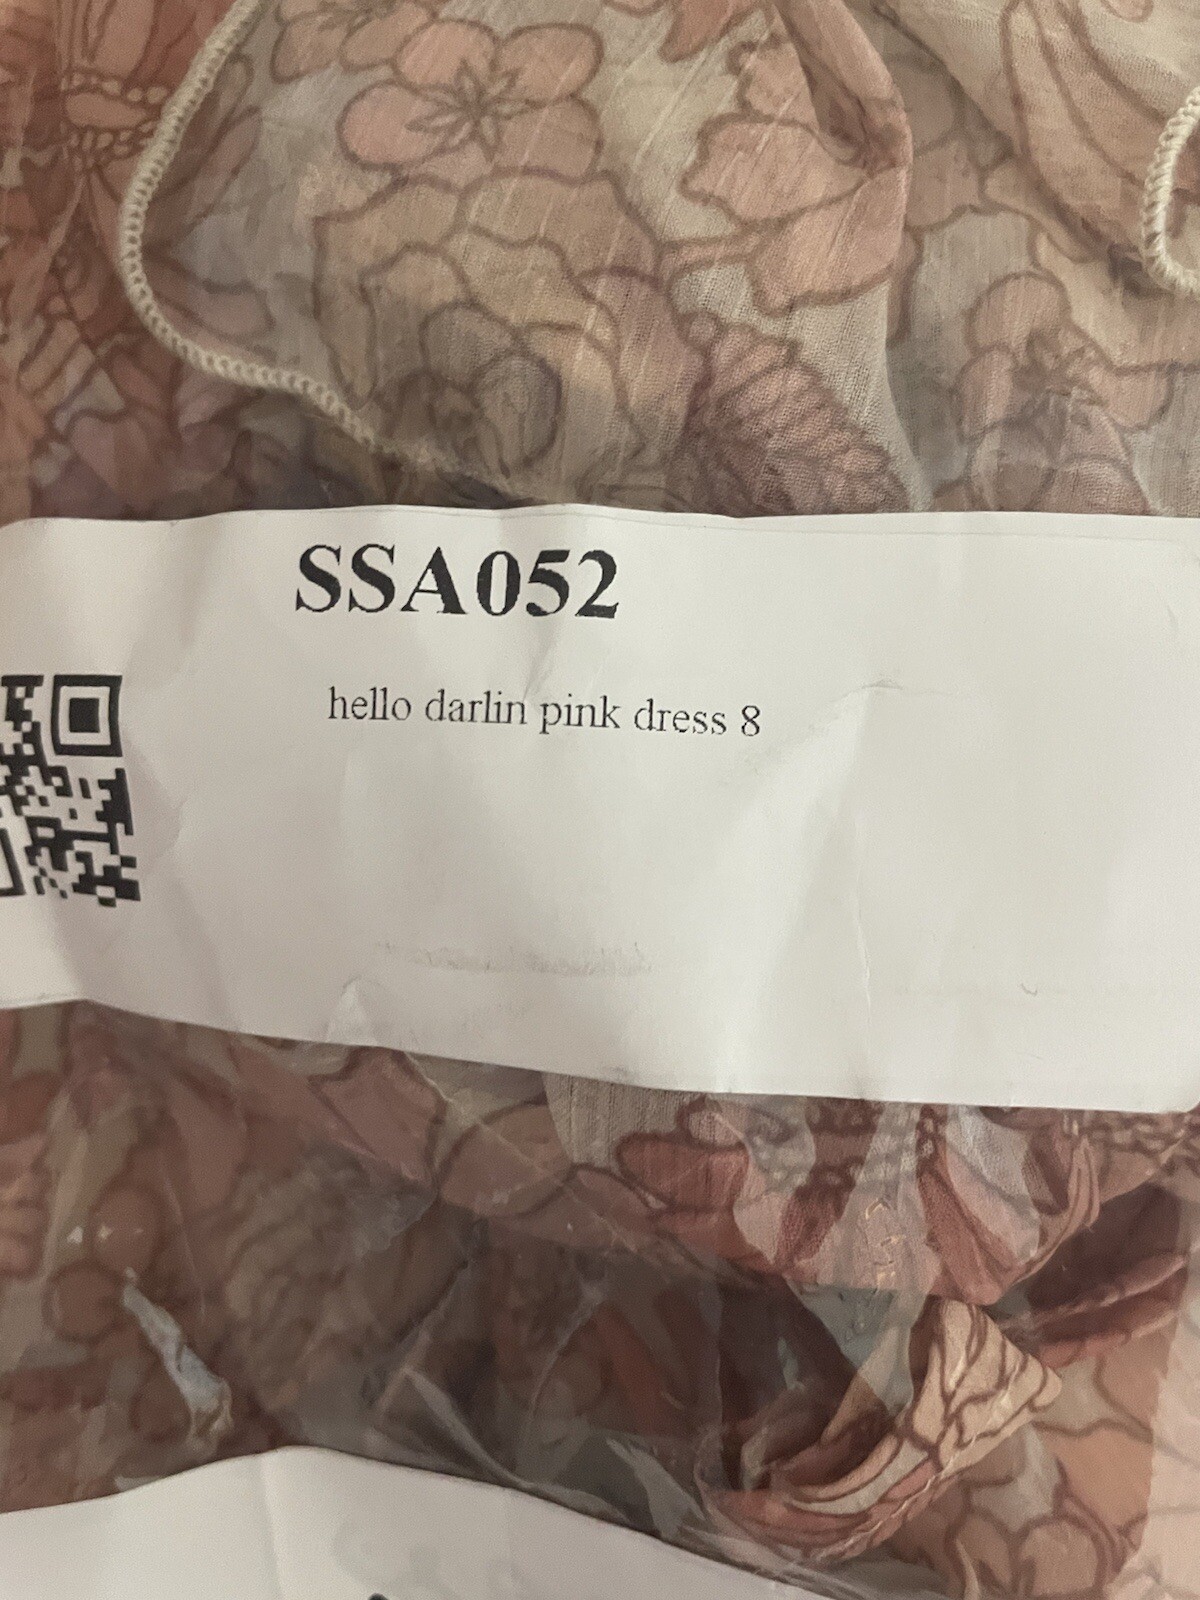 SSA052
hello darlin pink dress 8